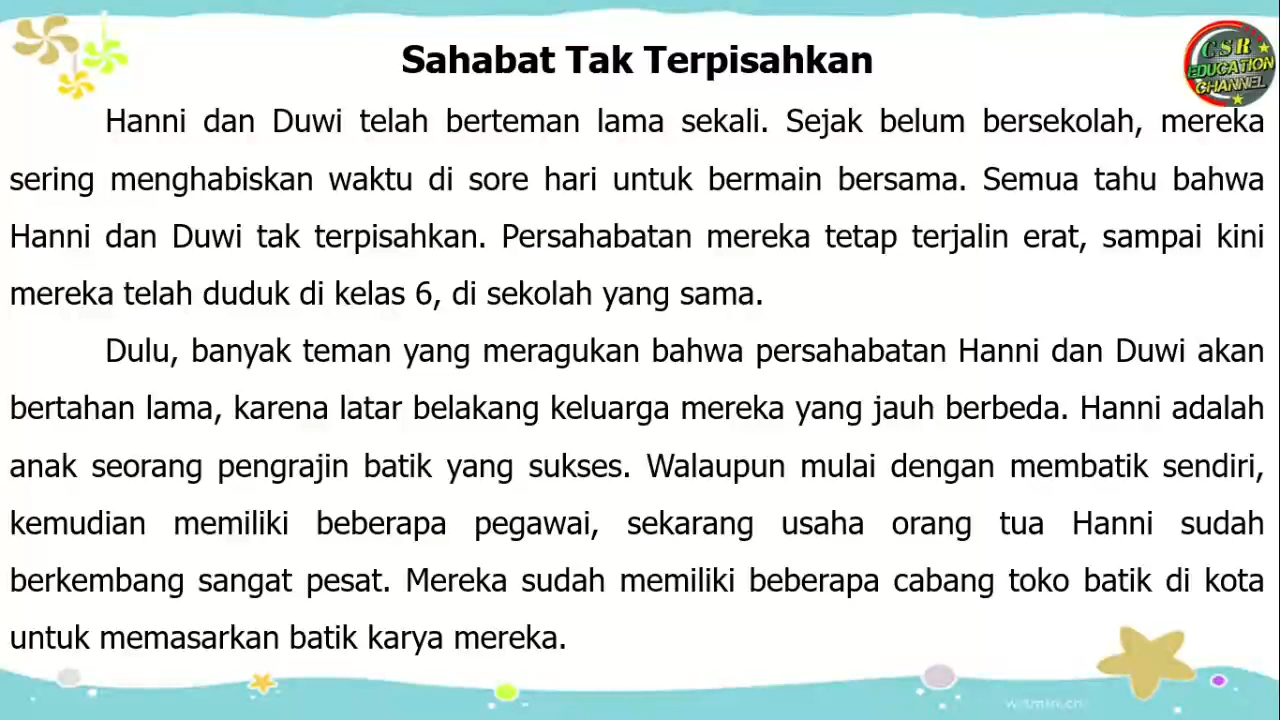 Sahabat Tak Terpisahkan
CSR
EDUCATION
CHANNEL
Hanni dan Duwi telah berteman lama sekali. Sejak belum bersekolah, mereka
sering menghabiskan waktu di sore hari untuk bermain bersama. Semua tahu bahwa
Hanni dan Duwi tak terpisahkan. Persahabatan mereka tetap terjalin erat, sampai kini
mereka telah duduk di kelas 6, di sekolah yang sama.
Dulu, banyak teman yang meragukan bahwa persahabatan Hanni dan Duwi akan
bertahan lama, karena latar belakang keluarga mereka yang jauh berbeda. Hanni adalah
anak seorang pengrajin batik yang sukses. Walaupun mulai dengan membatik sendiri,
kemudian memiliki beberapa pegawai, sekarang usaha orang tua Hanni sudah
berkembang sangat pesat. Mereka sudah memiliki beberapa cabang toko batik di kota
untuk memasarkan batik karya mereka.